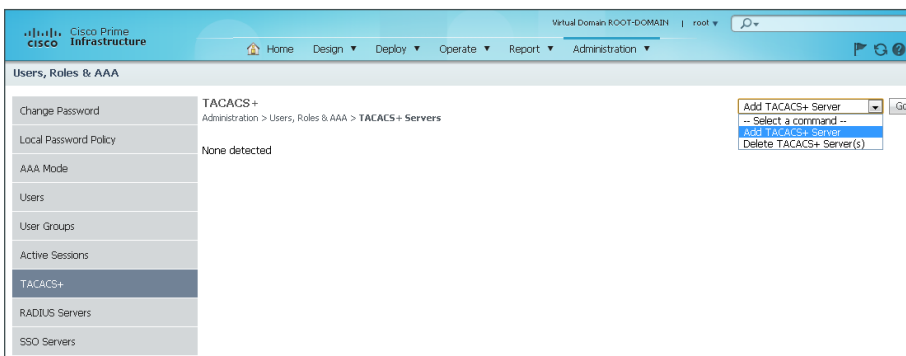 Virtual Domain ROOT-DOMAIN | root
cisco Cisco Prime
Infrastructure
Home Design Deploy Operate Report Administration
Users, Roles & AAA
Change Password
Local Password Policy
AAA Mode
Users
User Groups
Active Sessions
TACACS+
RADIUS Servers
SSO Servers
TACACS+
Administration > Users, Roles & AAA > TACACS+ Servers
None detected
Add TACACS+ Server
-- Select a command --
Add TACACS+ Server
Delete TACACS+ Server(s)